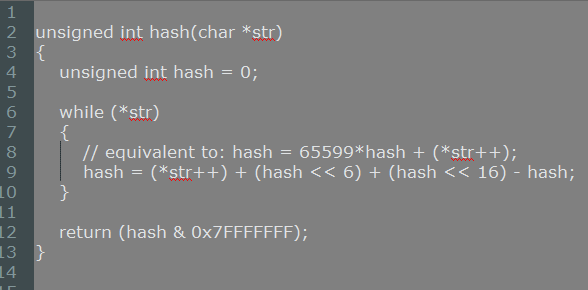 1
2 unsigned int hash(char *str)
3 {
4 unsigned int hash = 0;
5
6 while (*str)
7 {
8 // equivalent to: hash = 65599*hash + (*str++);
9 hash = (*str++) + (hash << 6) + (hash << 16) - hash;
10 }
11
12 return (hash & 0x7FFFFFFF);
13 }
14
15